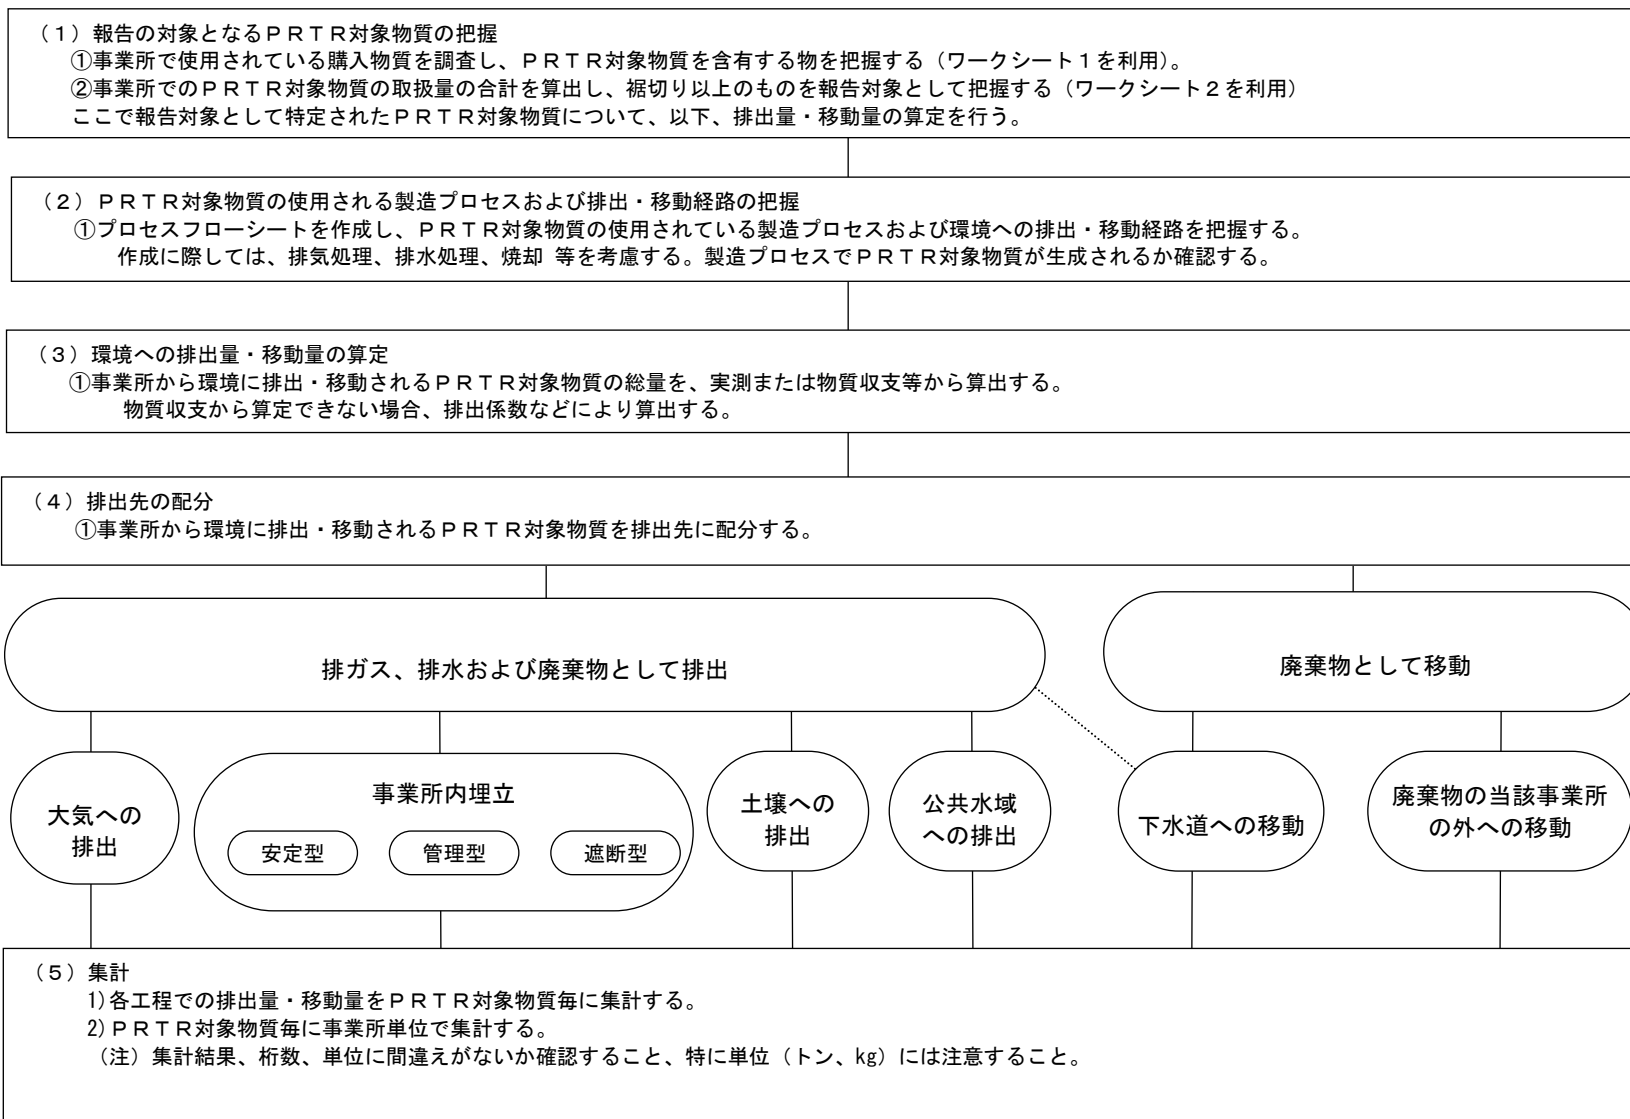 （１）報告の対象となるＰＲＴＲ対象物質の把握
①事業所で使用されている購入物質を調査し、ＰＲＴＲ対象物質を含有する物を把握する（ワークシート１を利用）。
②事業所でのＰＲＴＲ対象物質の取扱量の合計を算出し、裾切り以上のものを報告対象として把握する（ワークシート２を利用）
ここで報告対象として特定されたＰＲＴＲ対象物質について、以下、排出量・移動量の算定を行う。
（２）ＰＲＴＲ対象物質の使用される製造プロセスおよび排出・移動経路の把握
①プロセスフローシートを作成し、ＰＲＴＲ対象物質の使用されている製造プロセスおよび環境への排出・移動経路を把握する。
作成に際しては、排気処理、排水処理、焼却 等を考慮する。製造プロセスでＰＲＴＲ対象物質が生成されるか確認する。
（３）環境への排出量・移動量の算定
①事業所から環境に排出・移動されるＰＲＴＲ対象物質の総量を、実測または物質収支等から算出する。
物質収支から算定できない場合、排出係数などにより算出する。
（４）排出先の配分
①事業所から環境に排出・移動されるＰＲＴＲ対象物質を排出先に配分する。
排ガス、排水および廃棄物として排出
廃棄物として移動
大気への
排出
事業所内埋立
安定型
管理型
遮断型
土壌への
排出
公共水域
への排出
下水道への移動
廃棄物の当該事業所
の外への移動
（５）集計
1)各工程での排出量・移動量をＰＲＴＲ対象物質毎に集計する。
2)ＰＲＴＲ対象物質毎に事業所単位で集計する。
（注）集計結果、桁数、単位に間違えがないか確認すること、特に単位（トン、kg）には注意すること。